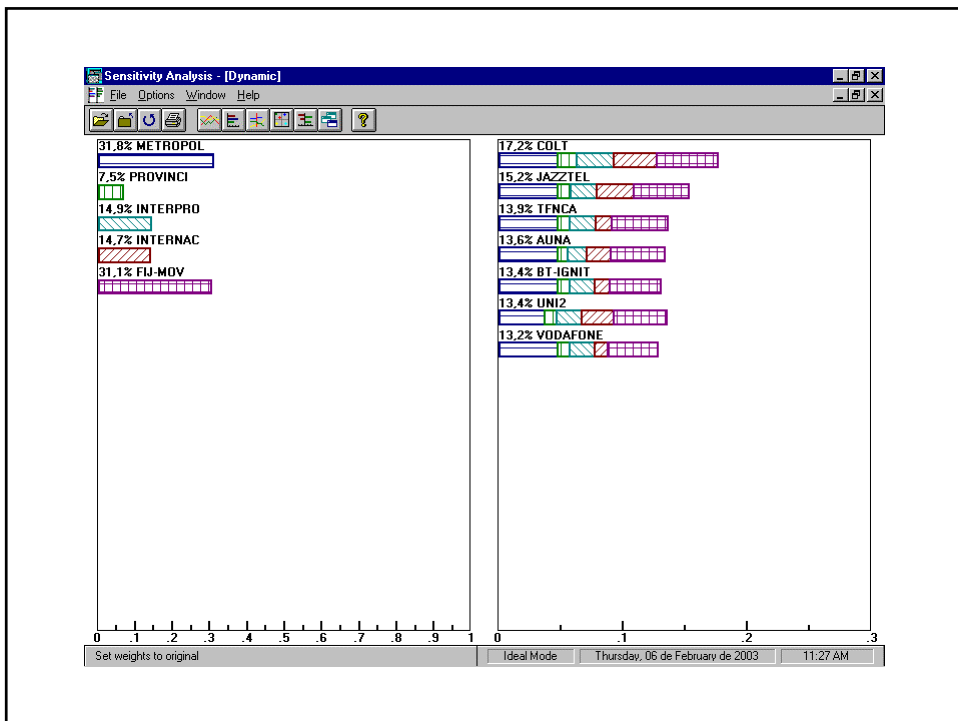 Sensitivity Analysis - [Dynamic]
File Options Window Help
31,8% METROPOL
7,5% PROVINCI
14,9% INTERPRO
14,7% INTERNAC
31,1% FIJ-MOV
0 .1 .2 .3 .4 .5 .6 .7 .8 .9 1
17,2% COLT
15,2% JAZZTEL
13,9% TFNCA
13,6% AUNA
13,4% BT-IGNIT
13,4% UNI2
13,2% VODAFONE
0 .1 .2 .3
Set weights to original
Ideal Mode Thursday, 06 de February de 2003 11:27 AM